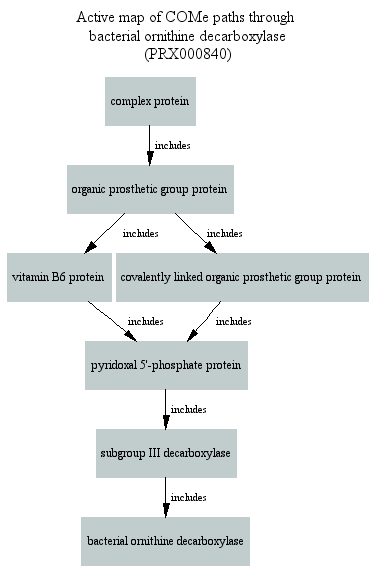 Active map of COMe paths through
bacterial ornithine decarboxylase
(PRX000840)
complex protein
includes
organic prosthetic group protein
includes
includes
vitamin B6 protein
covalently linked organic prosthetic group protein
includes
includes
pyridoxal 5'-phosphate protein
includes
subgroup III decarboxylase
includes
bacterial ornithine decarboxylase